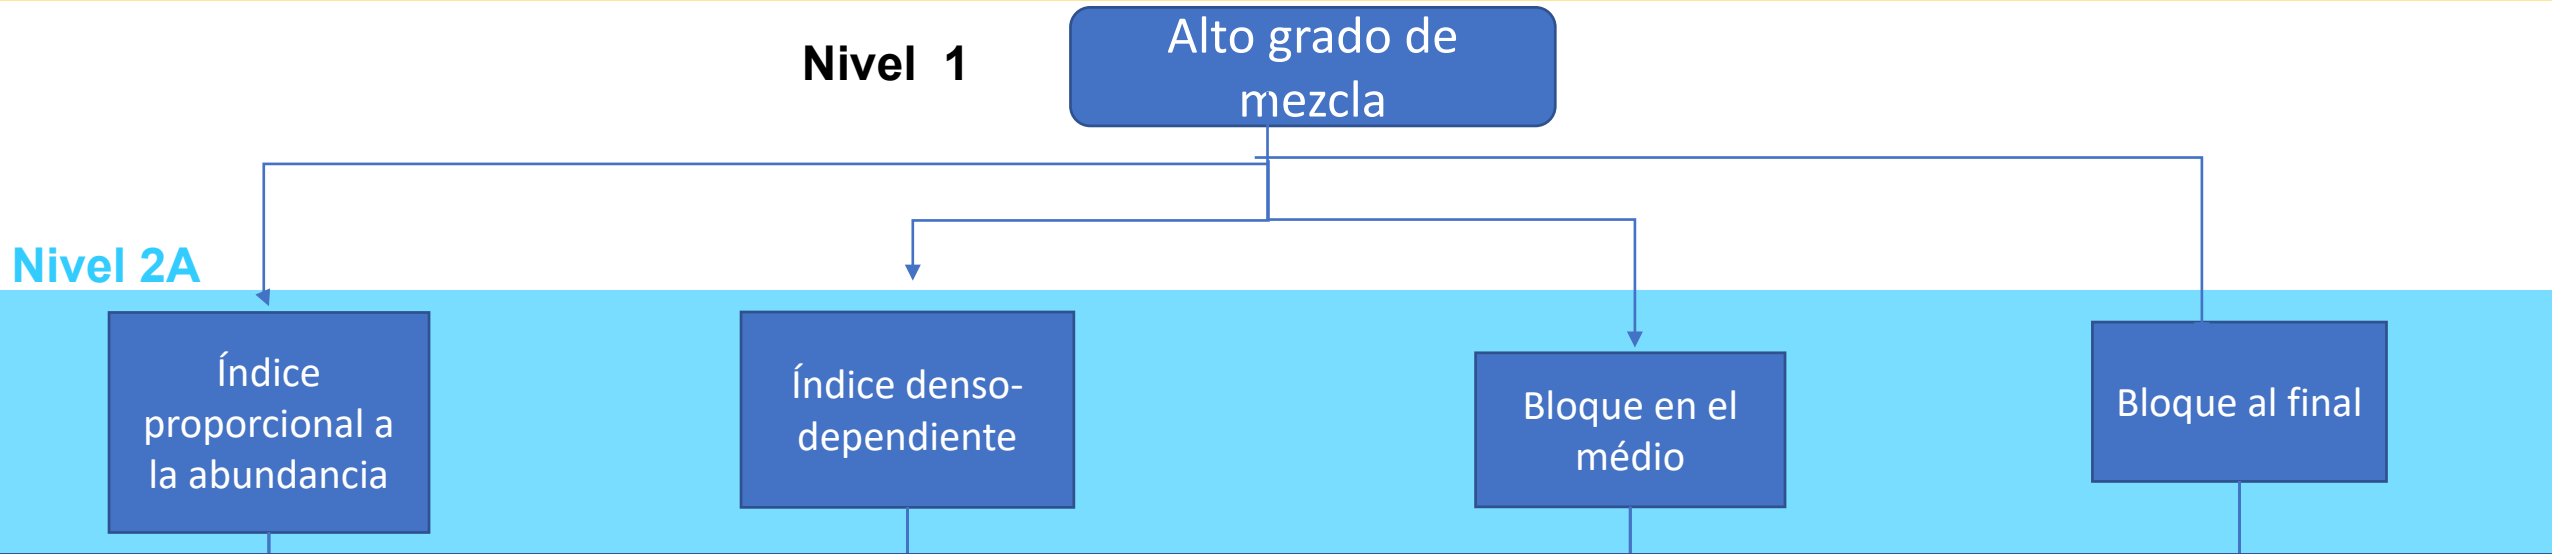 Nivel 1
Alto grado de
mezcla
Nivel 2A
Índice
proporcional a
la abundancia
Índice denso-
dependiente
Bloque en el
médio
Bloque al final